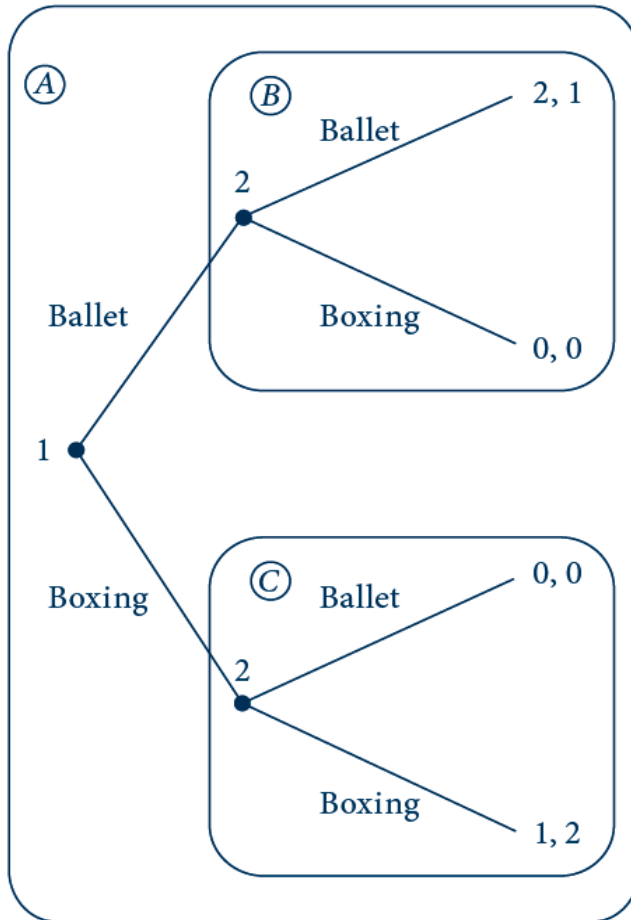 A
B
2, 1
Ballet
2
Ballet
Boxing
0, 0
1
C
0, 0
Boxing
Ballet
2
Boxing
1, 2